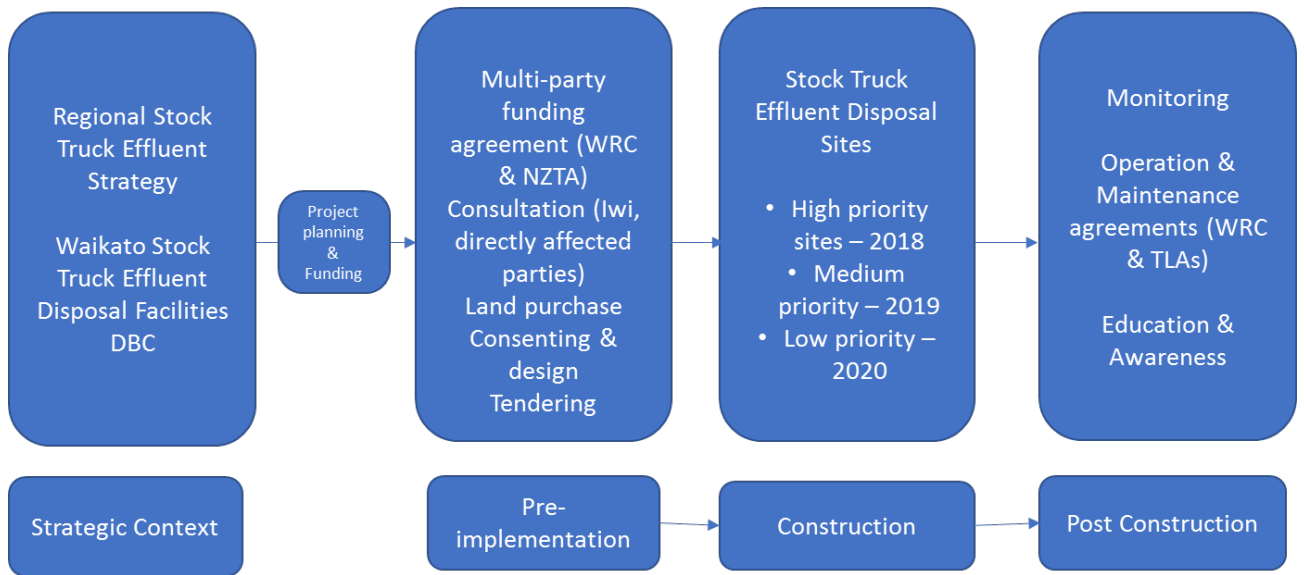 Regional Stock
Truck Effluent
Strategy
Waikato Stock
Truck Effluent
Disposal Facilities
DBC
Project
planning
&
Funding
Multi-party
funding
agreement (WRC
& NZTA)
Consultation (Iwi,
directly affected
parties)
Land purchase
Consenting &
design
Tendering
Stock Truck
Effluent Disposal
Sites
• High priority
sites – 2018
• Medium
priority – 2019
• Low priority –
2020
Monitoring
Operation &
Maintenance
agreements (WRC
& TLAs)
Education &
Awareness
Strategic Context
Pre-
implementation
Construction
Post Construction